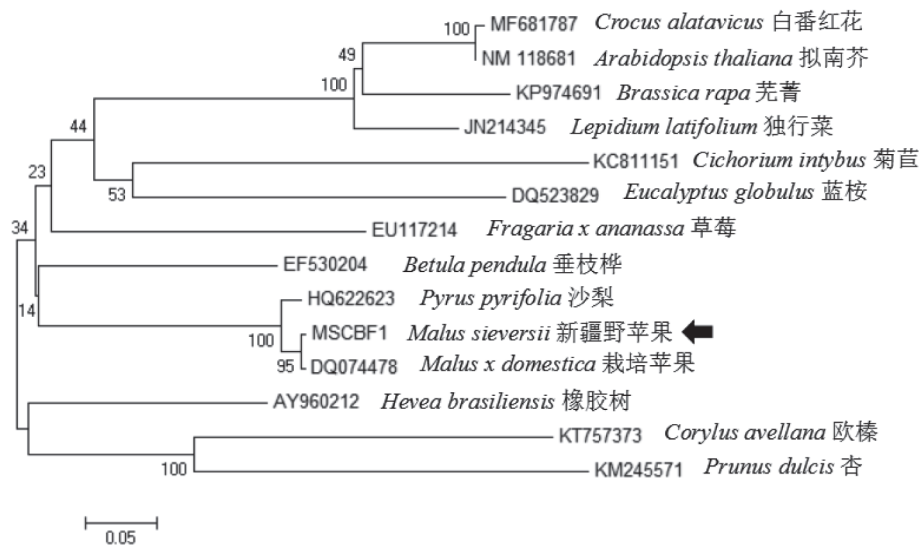 100 MF681787 Crocus alatavicus 白番红花
49 NM 118681 Arabidopsis thaliana 拟南芥
100 KP974691 Brassica rapa 芜菁
44 JN214345 Lepidium latifolium 独行菜
23 KC811151 Cichorium intybus 菊苣
53 DQ523829 Eucalyptus globulus 蓝桉
34 EU117214 Fragaria x ananassa 草莓
EF530204 Betula pendula 垂枝桦
14 HQ622623 Pyrus pyrifolia 沙梨
100 MSCBF1 Malus sieversii 新疆野苹果
95 DQ074478 Malus x domestica 栽培苹果
AY960212 Hevea brasiliensis 橡胶树
KT757373 Corylus avellana 欧榛
100 KM245571 Prunus dulcis 杏
0.05